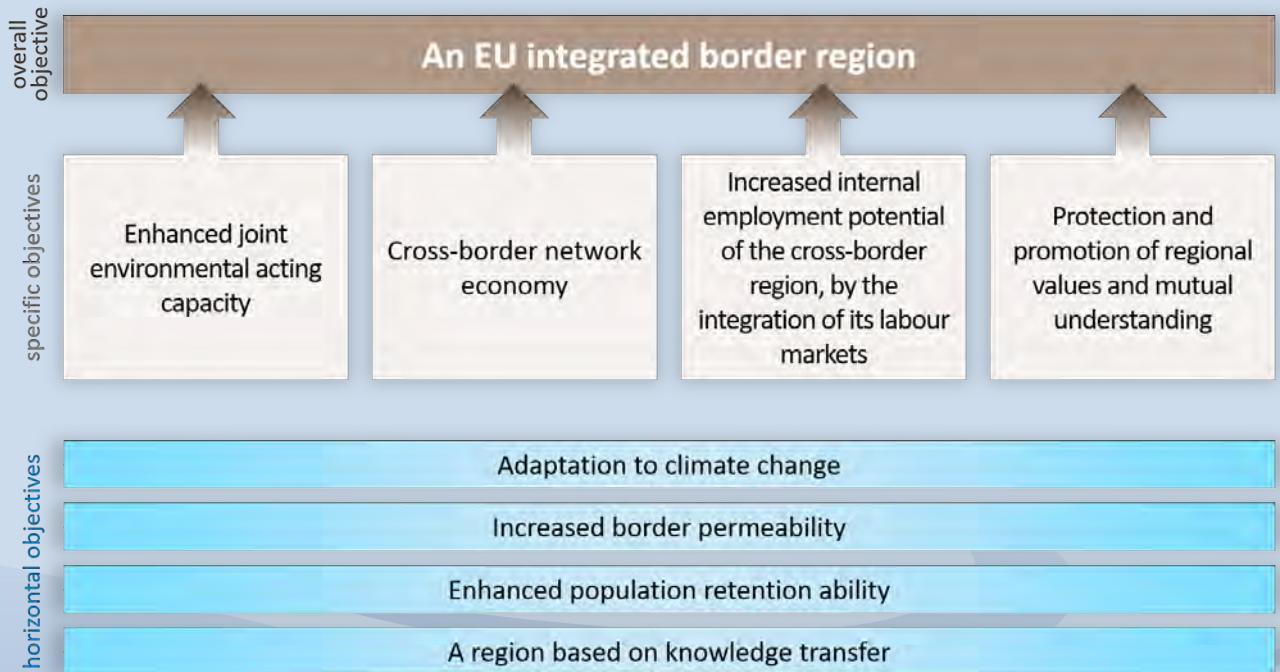 overall
objective
An EU integrated border region
specific objectives
Enhanced joint
environmental acting
capacity
Cross-border network
economy
Increased internal
employment potential
of the cross-border
region, by the
integration of its labour
markets
Protection and
promotion of regional
values and mutual
understanding
horizontal objectives
Adaptation to climate change
Increased border permeability
Enhanced population retention ability
A region based on knowledge transfer